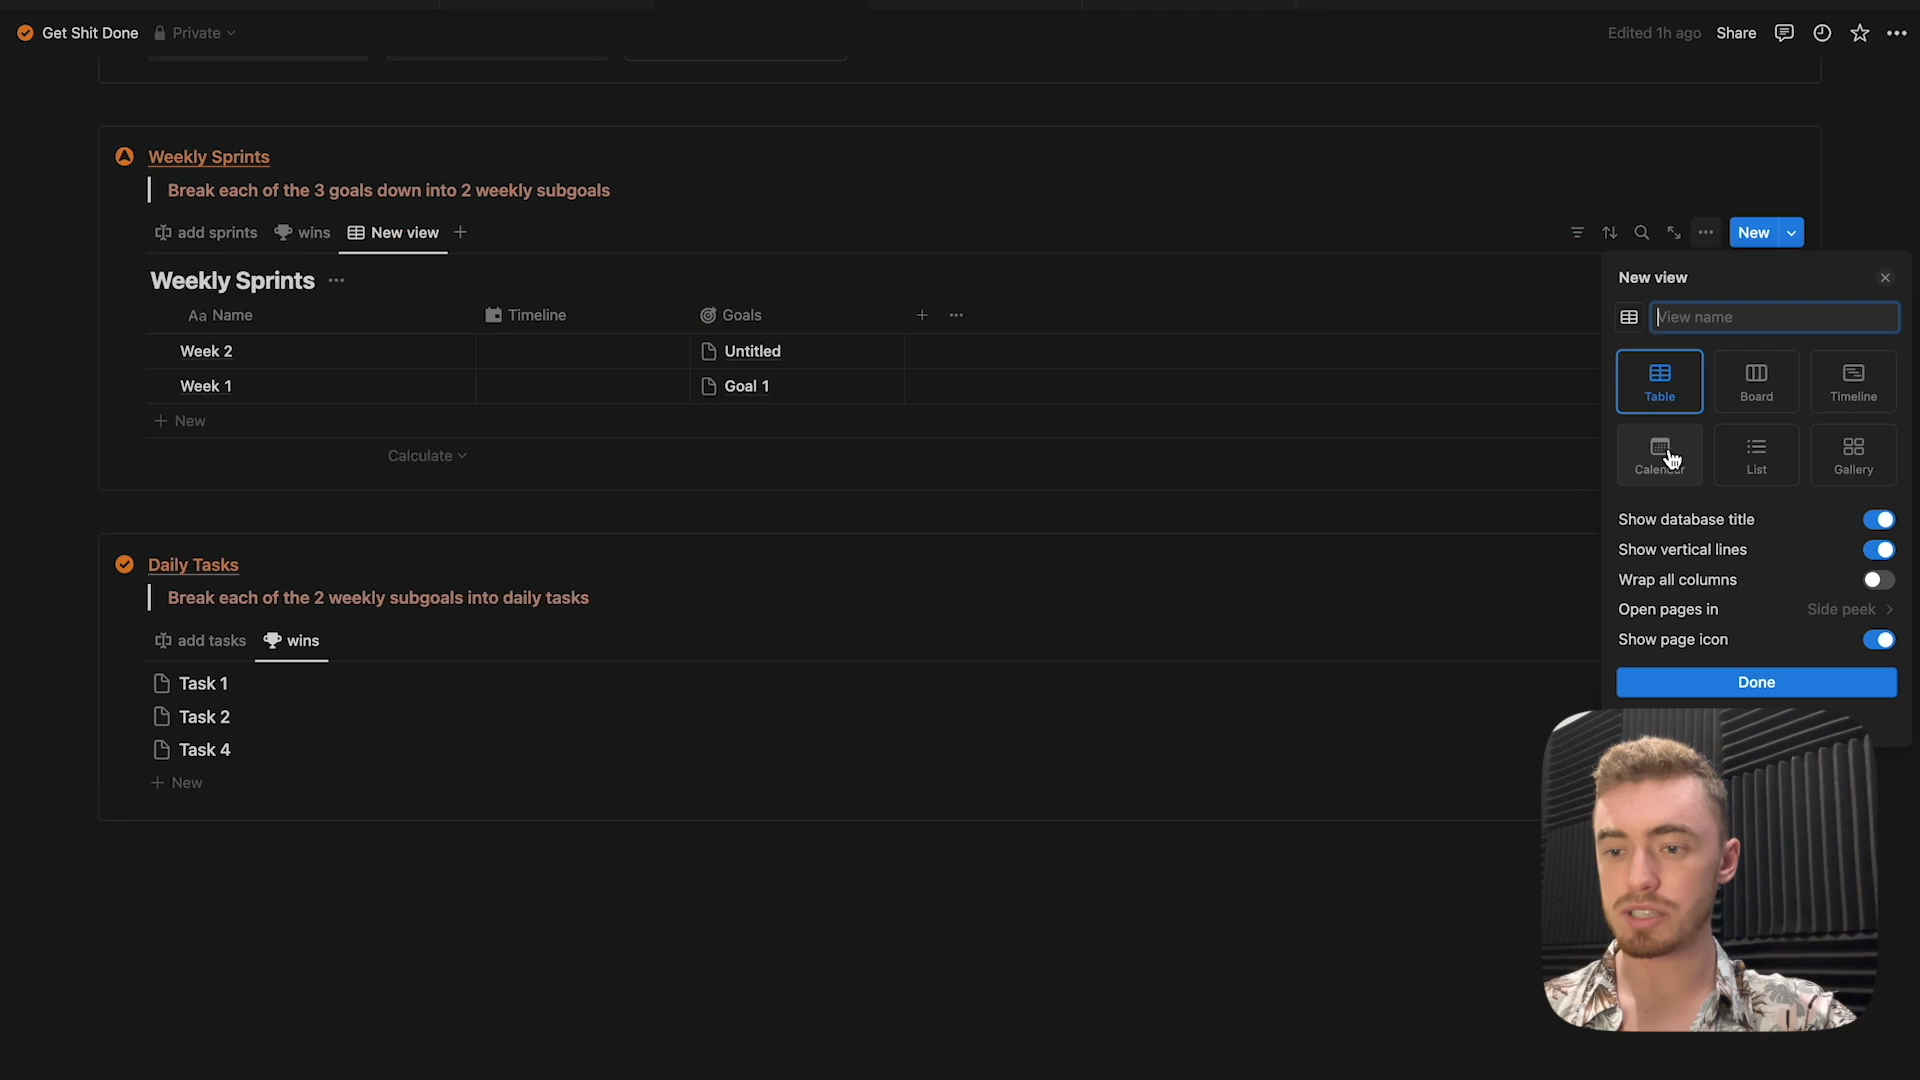 Get Shit Done Private
Edited 1h ago Share
Weekly Sprints
Break each of the 3 goals down into 2 weekly subgoals
add sprints wins New view
New
Weekly Sprints
Aa Name Timeline Goals
Week 2 Untitled
Week 1 Goal 1
New
Calculate
New view
View name
Table Board Timeline
Calendar List Gallery
Show database title
Show vertical lines
Wrap all columns
Open pages in Side peek
Show page icon
Done
Daily Tasks
Break each of the 2 weekly subgoals into daily tasks
add tasks wins
Task 1
Task 2
Task 4
New